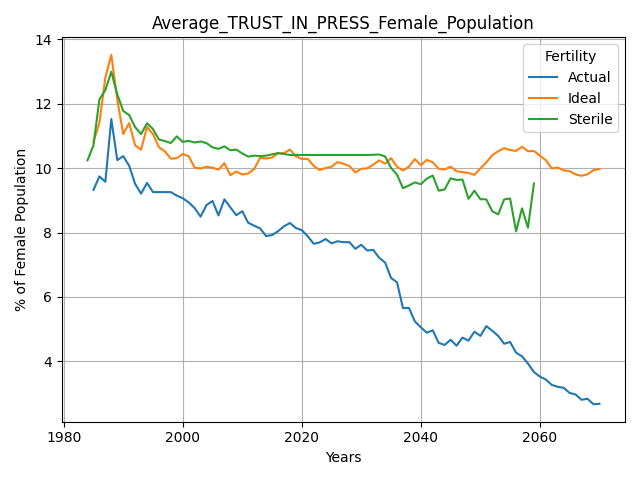 Average_TRUST_IN_PRESS_Female_Population
% of Female Population
14
12
10
8
6
4
Fertility
Actual
Ideal
Sterile
1980
2000
2020
2040
2060
Years